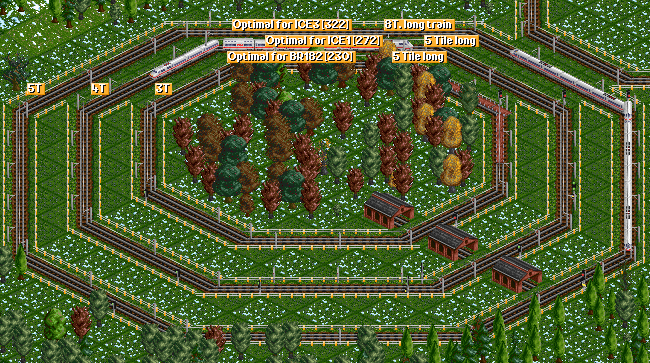 Optimal for ICE3 [322] 8T. long train
Optimal for ICE1 [272] 5 Tile long
Optimal for BR182 [230] 5 Tile long
5T 4T 3T